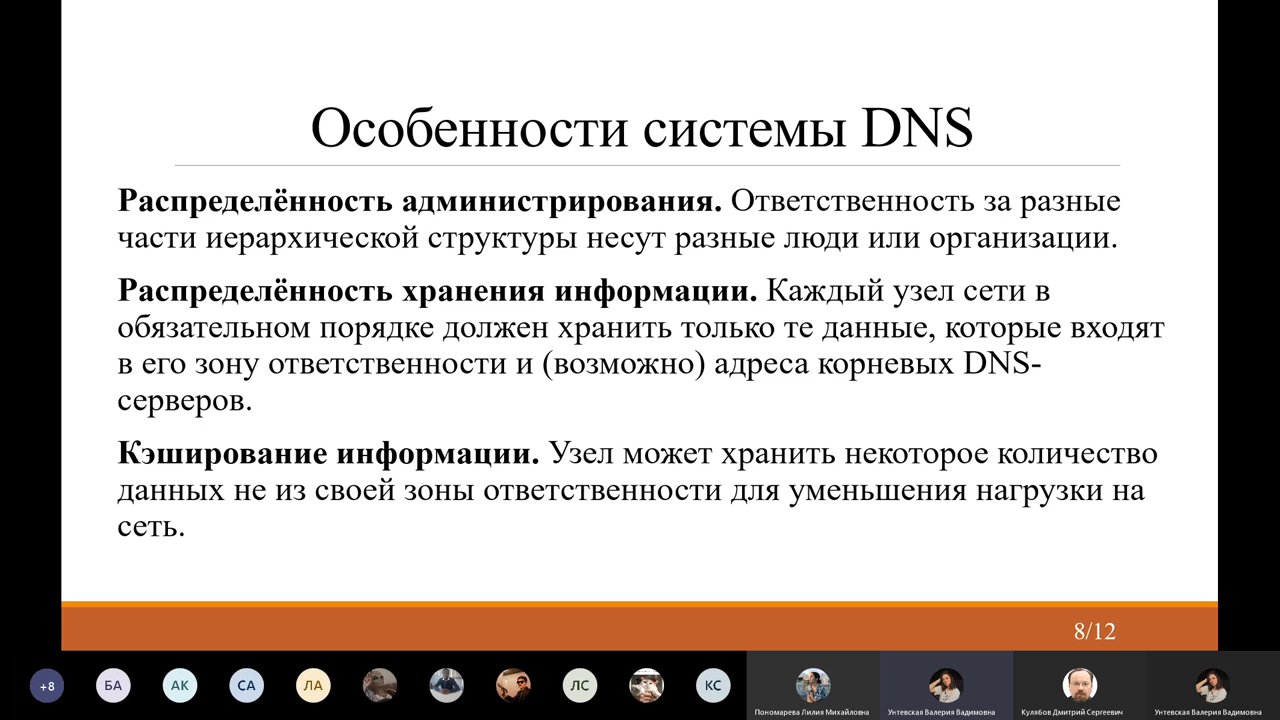 Особенности системы DNS
Распределённость администрирования. Ответственность за разные
части иерархической структуры несут разные люди или организации.
Распределённость хранения информации. Каждый узел сети в
обязательном порядке должен хранить только те данные, которые входят
в его зону ответственности и (возможно) адреса корневых DNS-
серверов.
Кэширование информации. Узел может хранить некоторое количество
данных не из своей зоны ответственности для уменьшения нагрузки на
сеть.
8/12
+8 БА АК СА ЛА ЛС КС
Пономарева Лилия Михайловна Унтевская Валерия Вадимовна Кулябов Дмитрий Сергеевич Унтевская Валерия Вадимовна